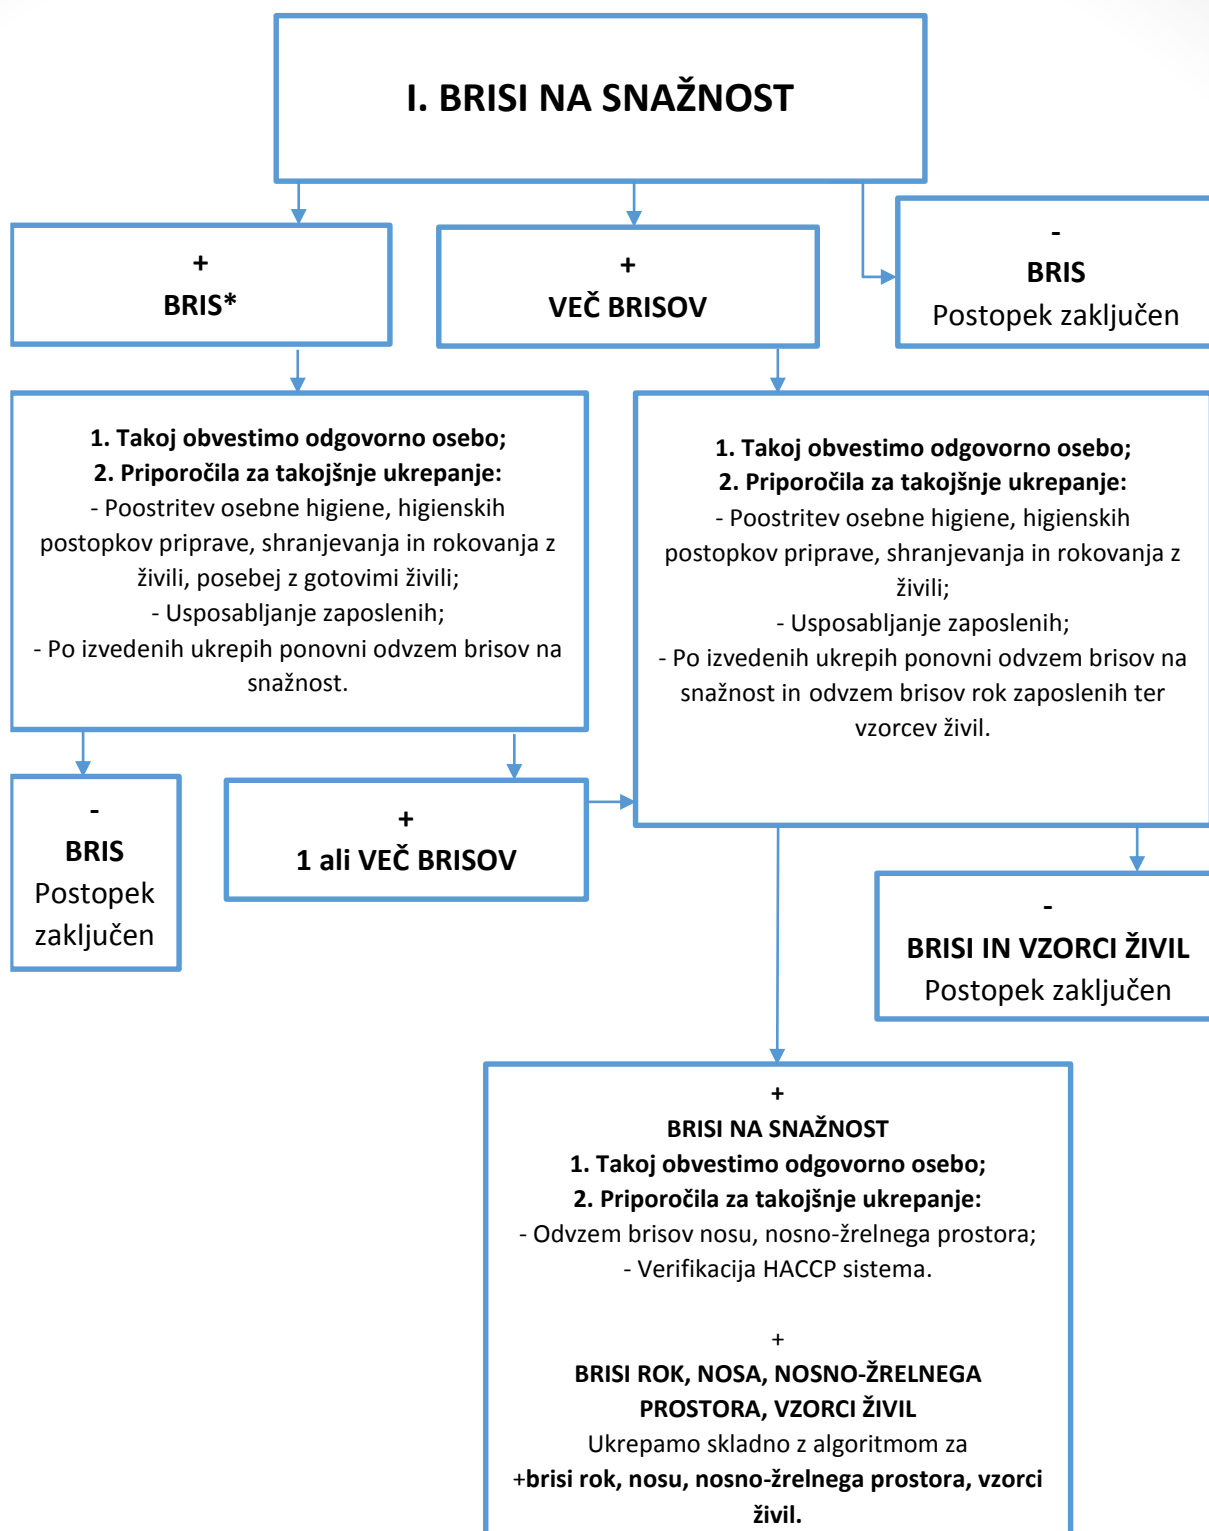 I. BRISI NA SNAŽNOST
+
BRIS*
+
VEČ BRISOV
-
BRIS
Postopek zaključen
1. Takoj obvestimo odgovorno osebo;
2. Priporočila za takojšnje ukrepanje:
- Poostritev osebne higiene, higienskih
postopkov priprave, shranjevanja in rokovanja z
živili, posebej z gotovimi živili;
- Usposabljanje zaposlenih;
- Po izvedenih ukrepih ponovni odvzem brisov na
snažnost.
1. Takoj obvestimo odgovorno osebo;
2. Priporočila za takojšnje ukrepanje:
- Poostritev osebne higiene, higienskih
postopkov priprave, shranjevanja in rokovanja z
živili;
- Usposabljanje zaposlenih;
- Po izvedenih ukrepih ponovni odvzem brisov na
snažnost in odvzem brisov rok zaposlenih ter
vzorcev živil.
-
BRIS
Postopek
zaključen
+
1 ali VEČ BRISOV
-
BRISI IN VZORCI ŽIVIL
Postopek zaključen
+
BRISI NA SNAŽNOST
1. Takoj obvestimo odgovorno osebo;
2. Priporočila za takojšnje ukrepanje:
- Odvzem brisov nosu, nosno-žrelnega prostora;
- Verifikacija HACCP sistema.
+
BRISI ROK, NOSA, NOSNO-ŽRELNEGA
PROSTORA, VZORCI ŽIVIL
Ukrepamo skladno z algoritmom za
+brisi rok, nosu, nosno-žrelnega prostora, vzorci
živil.